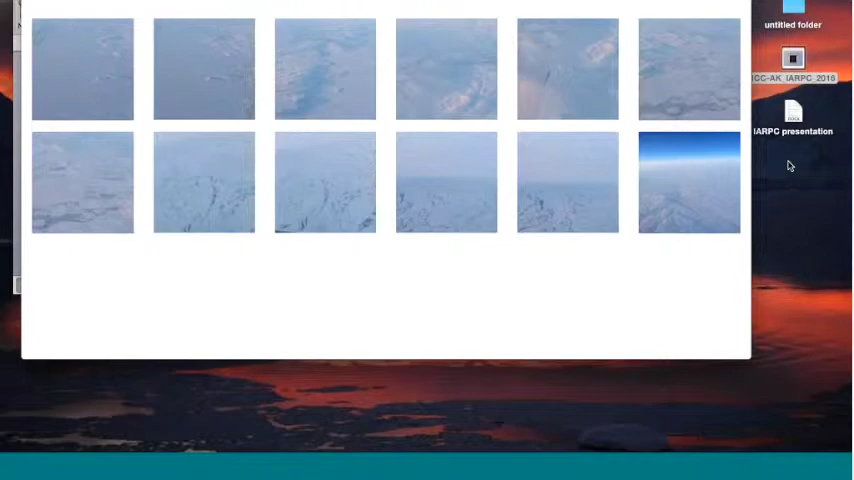 untitled folder
ICC-AK_IARPC_2016
IARPC presentation